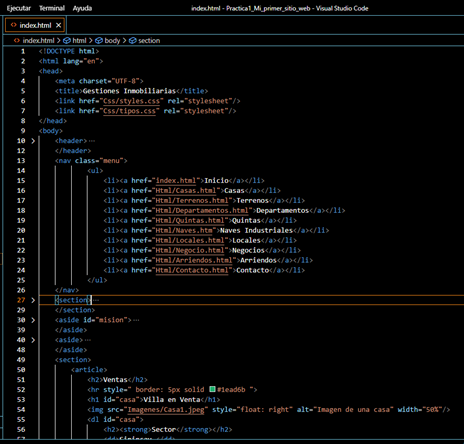 Ejecutar Terminal Ayuda index.html - Practica1_Mi_primer_sitio_web - Visual Studio Code
index.html
index.html > html > body > section
1 <!DOCTYPE html>
2 <html lang="en">
3 <head>
4 <meta charset="UTF-8">
5 <title>Gestiones Inmobiliarias</title>
6 <link href="Css/styles.css" rel="stylesheet"/>
7 <link href="Css/tipos.css" rel="stylesheet"/>
8 </head>
9 <body>
10 <header>
11 </header>
13 <nav class="menu">
14 <ul>
15 <li><a href="index.html">Inicio</a></li>
16 <li><a href="Html/Casas.html">Casas</a></li>
17 <li><a href="Html/Terrenos.html">Terrenos</a></li>
18 <li><a href="Html/Departamentos.html">Departamentos</a></li>
19 <li><a href="Html/Quintas.html">Quintas</a></li>
20 <li><a href="Html/Naves.htm">Naves Industriales</a></li>
21 <li><a href="Html/Locales.html">Locales</a></li>
22 <li><a href="Html/Negocio.html">Negocios</a></li>
23 <li><a href="Html/Arriendos.html">Arriendos</a></li>
24 <li><a href="Html/Contacto.html">Contacto</a></li>
25 </ul>
26 </nav>
27 <section>
29 </section>
30 <aside id="mision">
39 </aside>
40 <aside>
49 </aside>
50 <section>
51 <article>
51 <h2>Ventas</h2>
52 <hr style=" border: 5px solid #1ead6b ">
53 <h1 id="casa">Villa en Venta</h1>
54 <img src="Imagenes/Casa1.jpeg" style="float: right" alt="Imagen de una casa" width="50%"/>
55 <dl id="casa">
56 <h2><strong>Sector</strong></h2>